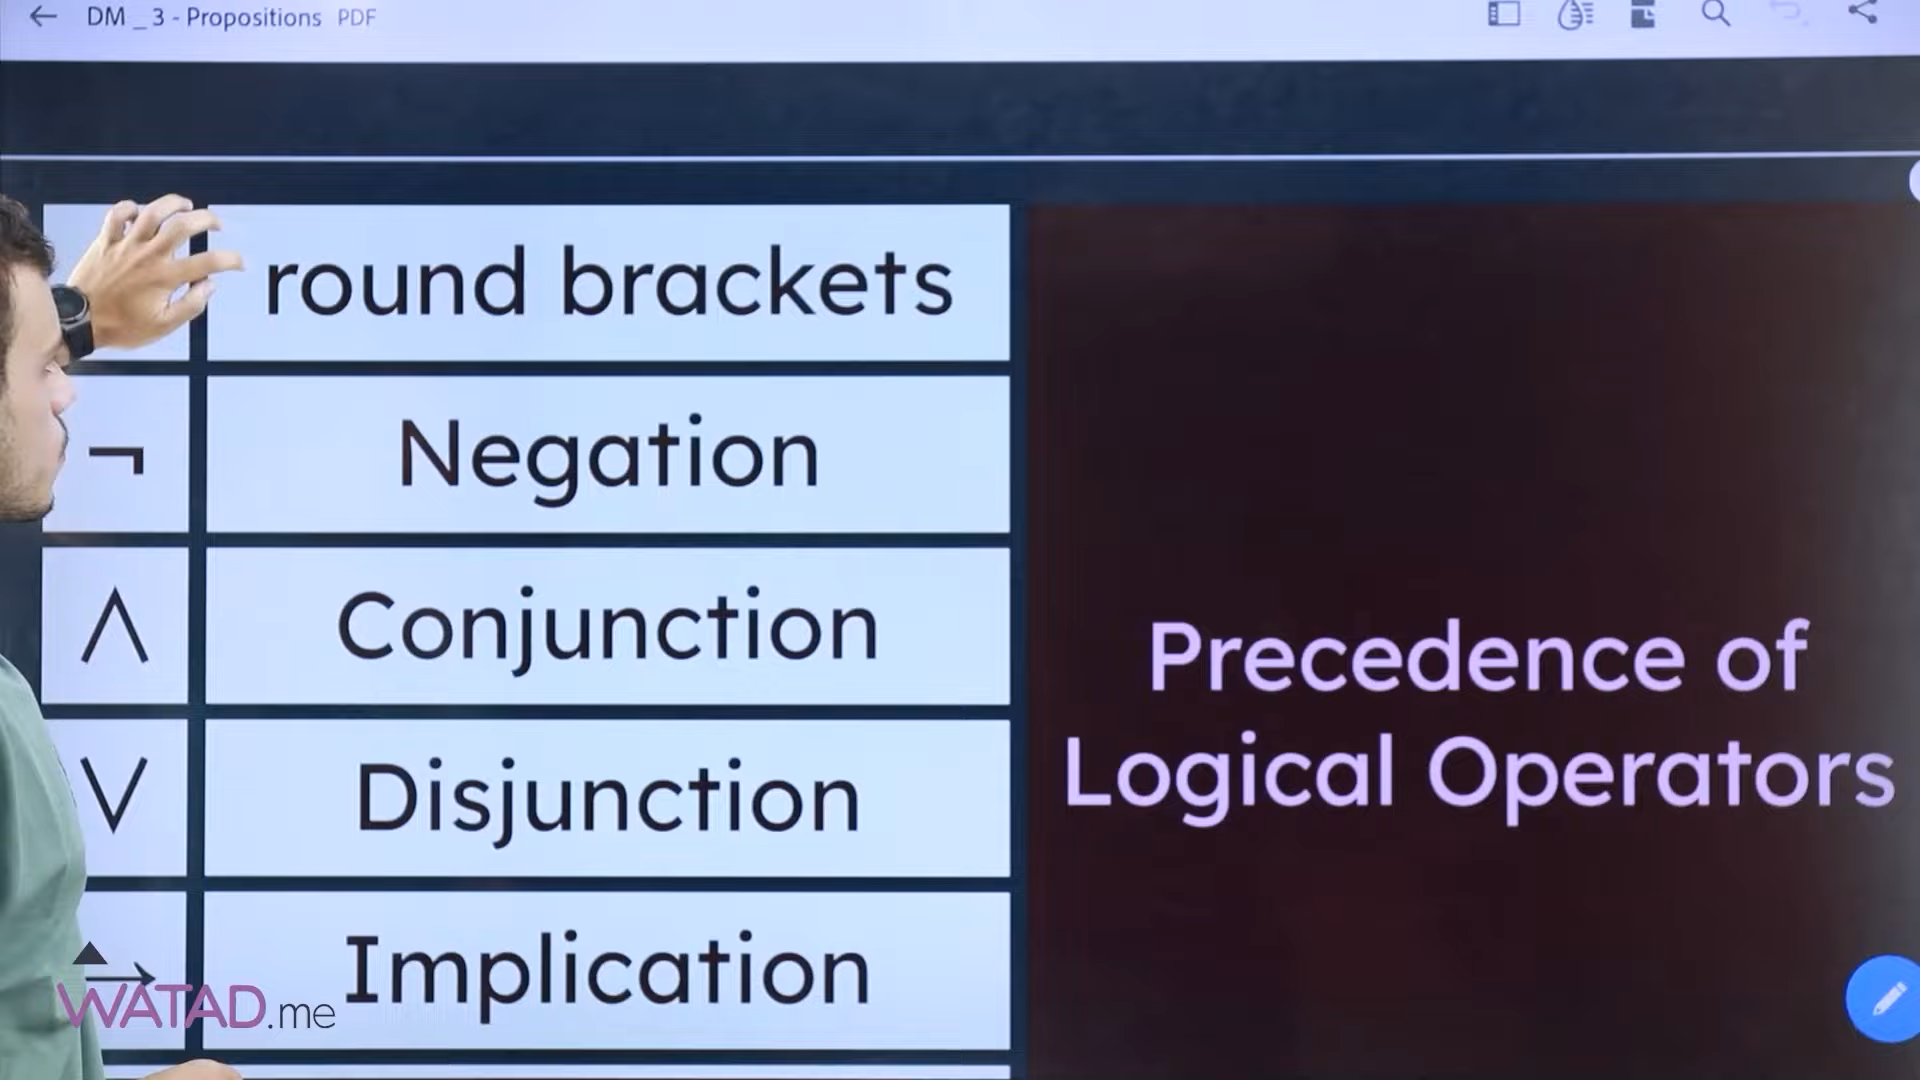 DM _ 3 - Propositions PDF
round brackets
¬ Negation
∧ Conjunction
∨ Disjunction
→ Implication
Precedence of
Logical Operators
WATAD.me